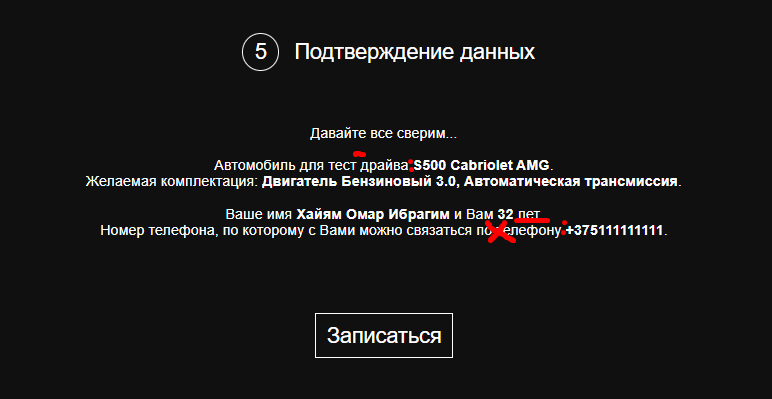 5 Подтверждение данных
Давайте все сверим...
Автомобиль для тест драйва:S500 Cabriolet AMG.
Желаемая комплектация: Двигатель Бензиновый 3.0, Автоматическая трансмиссия.
Ваше имя Хайям Омар Ибрагим и Вам 32 лет
Номер телефона, по которому с Вами можно связаться по телефону:+375111111111.
Записаться